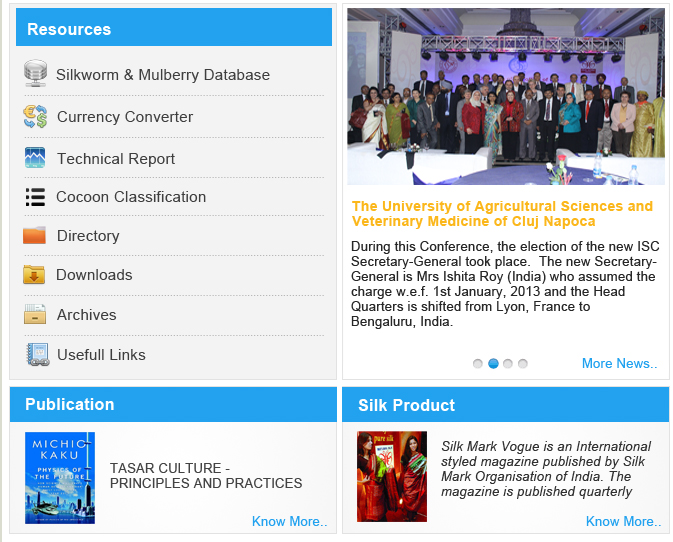 Resources
Silkworm & Mulberry Database
Currency Converter
Technical Report
Cocoon Classification
Directory
Downloads
Archives
Usefull Links
The University of Agricultural Sciences and
Veterinary Medicine of Cluj Napoca
During this Conference, the election of the new ISC
Secretary-General took place. The new Secretary-
General is Mrs Ishita Roy (India) who assumed the
charge w.e.f. 1st January, 2013 and the Head
Quarters is shifted from Lyon, France to
Bengaluru, India.
More News..
Publication
MICHIO
KAKU
PHYSICS OF
THE FUTURE
TASAR CULTURE -
PRINCIPLES AND PRACTICES
Know More..
Silk Product
pure silk
Silk Mark Vogue is an International
styled magazine published by Silk
Mark Organisation of India. The
magazine is published quarterly
Know More..